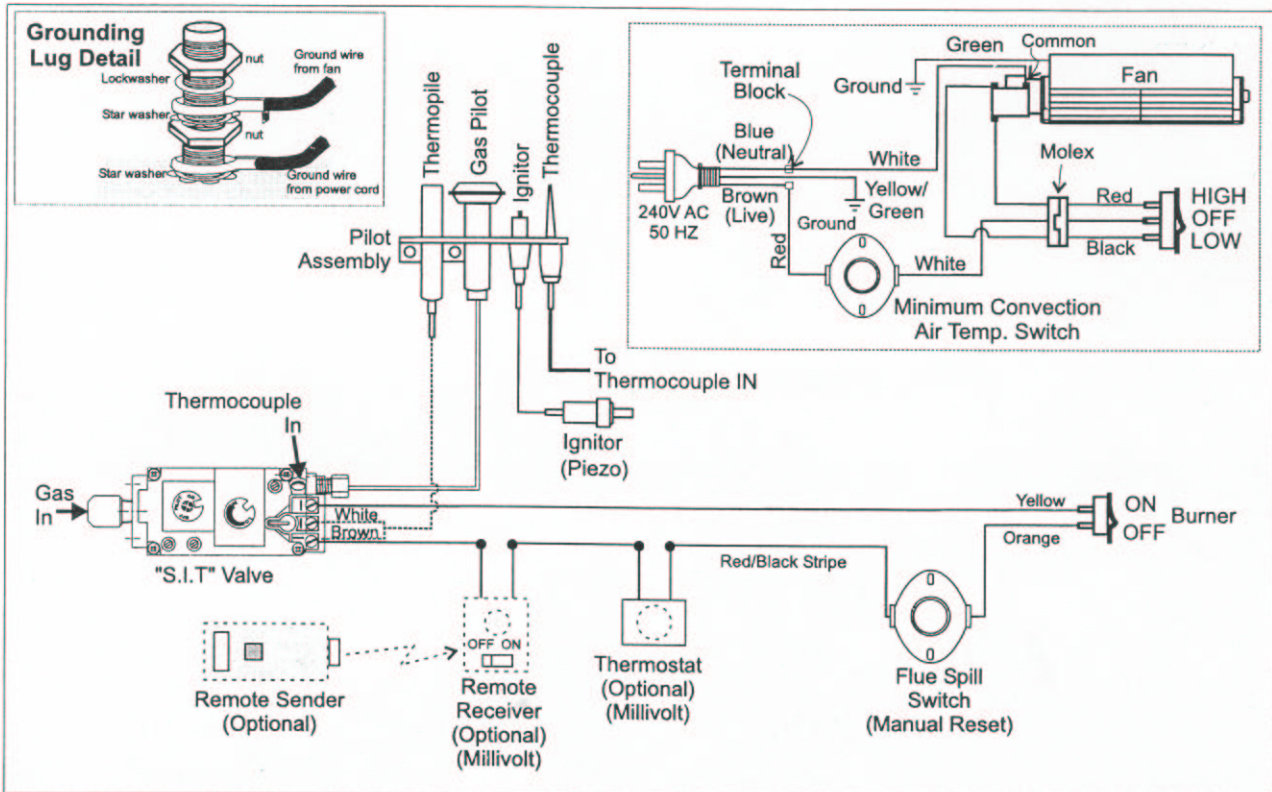 Grounding
Lug Detail
nut
Ground wire
from fan
Lockwasher
Star washer
nut
Star washer
Ground wire
from power cord
Thermopile
Gas Pilot
Ignitor
Thermocouple
Pilot
Assembly
To
Thermocouple IN
Ignitor
(Piezo)
Green
Common
Fan
Ground
Terminal
Block
Blue
(Neutral)
White
Yellow/
Green
Brown
(Live)
240V AC
50 HZ
Ground
Red
White
Molex
Red
Black
HIGH
OFF
LOW
Minimum Convection
Air Temp. Switch
Thermocouple
In
Gas
In
White
Brown
"S.I.T" Valve
Yellow
Orange
ON
OFF
Burner
Red/Black Stripe
Remote Sender
(Optional)
OFF ON
Remote
Receiver
(Optional)
(Millivolt)
Thermostat
(Optional)
(Millivolt)
Flue Spill
Switch
(Manual Reset)